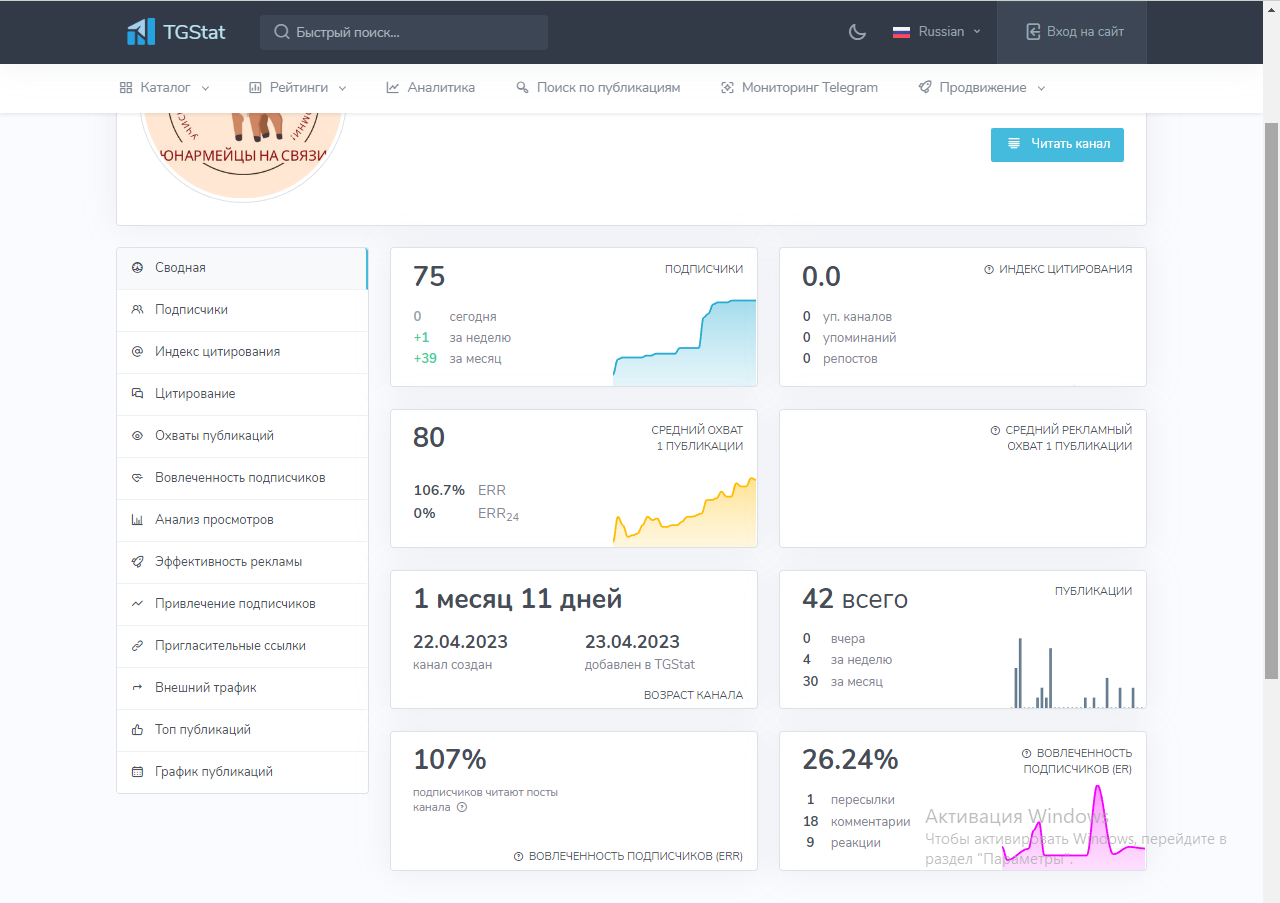 TGStat
Быстрый поиск...
Russian
Вход на сайт
Каталог
Рейтинги
Аналитика
Поиск по публикациям
Мониторинг Telegram
Продвижение
ЮНАРМЕЙЦЫ НА СВЯЗИ
Читать канал
Сводная
Подписчики
Индекс цитирования
Цитирование
Охваты публикаций
Вовлеченность подписчиков
Анализ просмотров
Эффективность рекламы
Привлечение подписчиков
Пригласительные ссылки
Внешний трафик
Топ публикаций
График публикаций
75
ПОДПИСЧИКИ
0 сегодня
+1 за неделю
+39 за месяц
0.0
ИНДЕКС ЦИТИРОВАНИЯ
0 уп. каналов
0 упоминаний
0 репостов
80
СРЕДНИЙ ОХВАТ
1 ПУБЛИКАЦИИ
106.7% ERR
0% ERR24
СРЕДНИЙ РЕКЛАМНЫЙ
ОХВАТ 1 ПУБЛИКАЦИИ
1 месяц 11 дней
22.04.2023
канал создан
23.04.2023
добавлен в TGStat
ВОЗРАСТ КАНАЛА
42 всего
ПУБЛИКАЦИИ
0 вчера
4 за неделю
30 за месяц
107%
подписчиков читают посты
канала
ВОВЛЕЧЕННОСТЬ ПОДПИСЧИКОВ (ERR)
26.24%
ВОВЛЕЧЕННОСТЬ
ПОДПИСЧИКОВ (ER)
1 пересылки
18 комментарии
9 реакции
Активация Windows
Чтобы активировать Windows, перейдите в
раздел "Параметры".